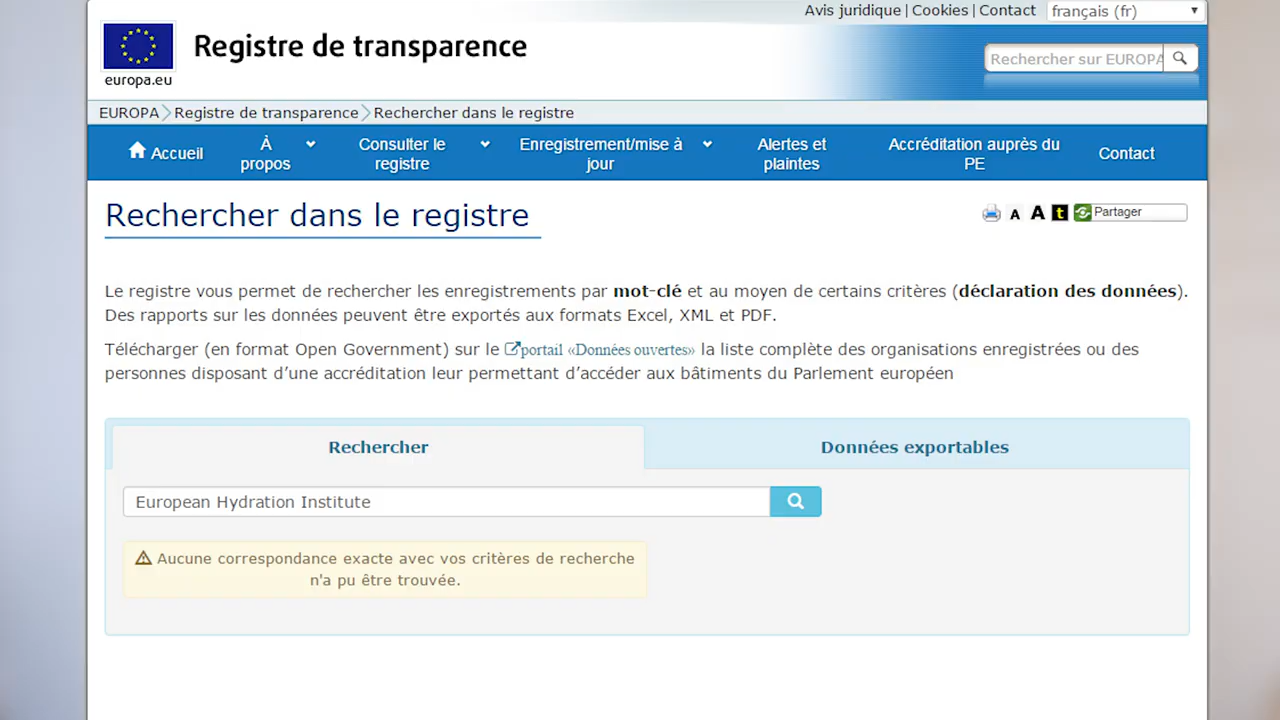 Avis juridique | Cookies | Contact
français (fr)
Registre de transparence
europa.eu
Rechercher sur EUROPA
EUROPA
Registre de transparence
Rechercher dans le registre
Accueil
À
propos
Consulter le
registre
Enregistrement/mise à
jour
Alertes et
plaintes
Accréditation auprès du
PE
Contact
Rechercher dans le registre
A
A
t
Partager
Le registre vous permet de rechercher les enregistrements par mot-clé et au moyen de certains critères (déclaration des données).
Des rapports sur les données peuvent être exportés aux formats Excel, XML et PDF.
Télécharger (en format Open Government) sur le portail «Données ouvertes» la liste complète des organisations enregistrées ou des
personnes disposant d’une accréditation leur permettant d’accéder aux bâtiments du Parlement européen
Rechercher
Données exportables
European Hydration Institute
Aucune correspondance exacte avec vos critères de recherche
n'a pu être trouvée.